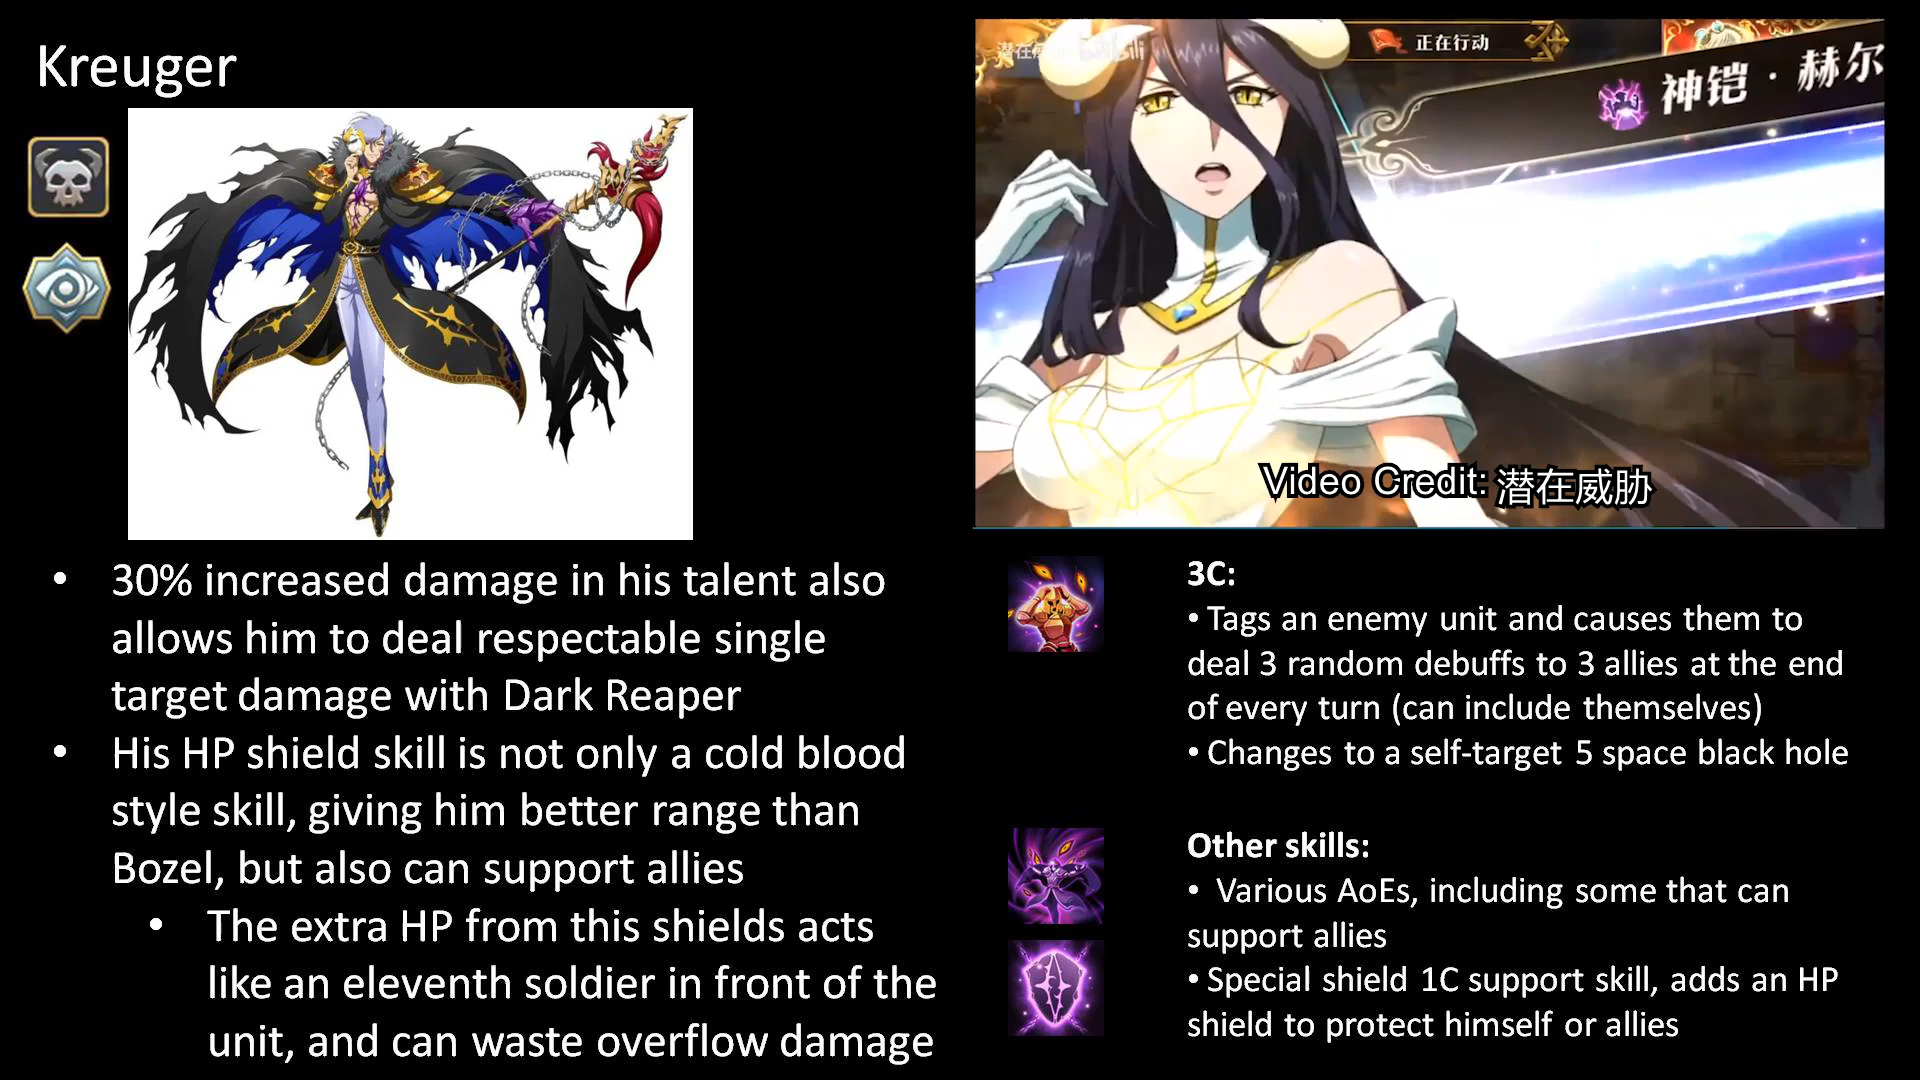 Kreuger
正在行动
神铠 · 赫尔
Video Credit: 潜在威胁
• 30% increased damage in his talent also
allows him to deal respectable single
target damage with Dark Reaper
• His HP shield skill is not only a cold blood
style skill, giving him better range than
Bozel, but also can support allies
• The extra HP from this shields acts
like an eleventh soldier in front of the
unit, and can waste overflow damage
3C:
• Tags an enemy unit and causes them to
deal 3 random debuffs to 3 allies at the end
of every turn (can include themselves)
• Changes to a self-target 5 space black hole
Other skills:
• Various AoEs, including some that can
support allies
• Special shield 1C support skill, adds an HP
shield to protect himself or allies